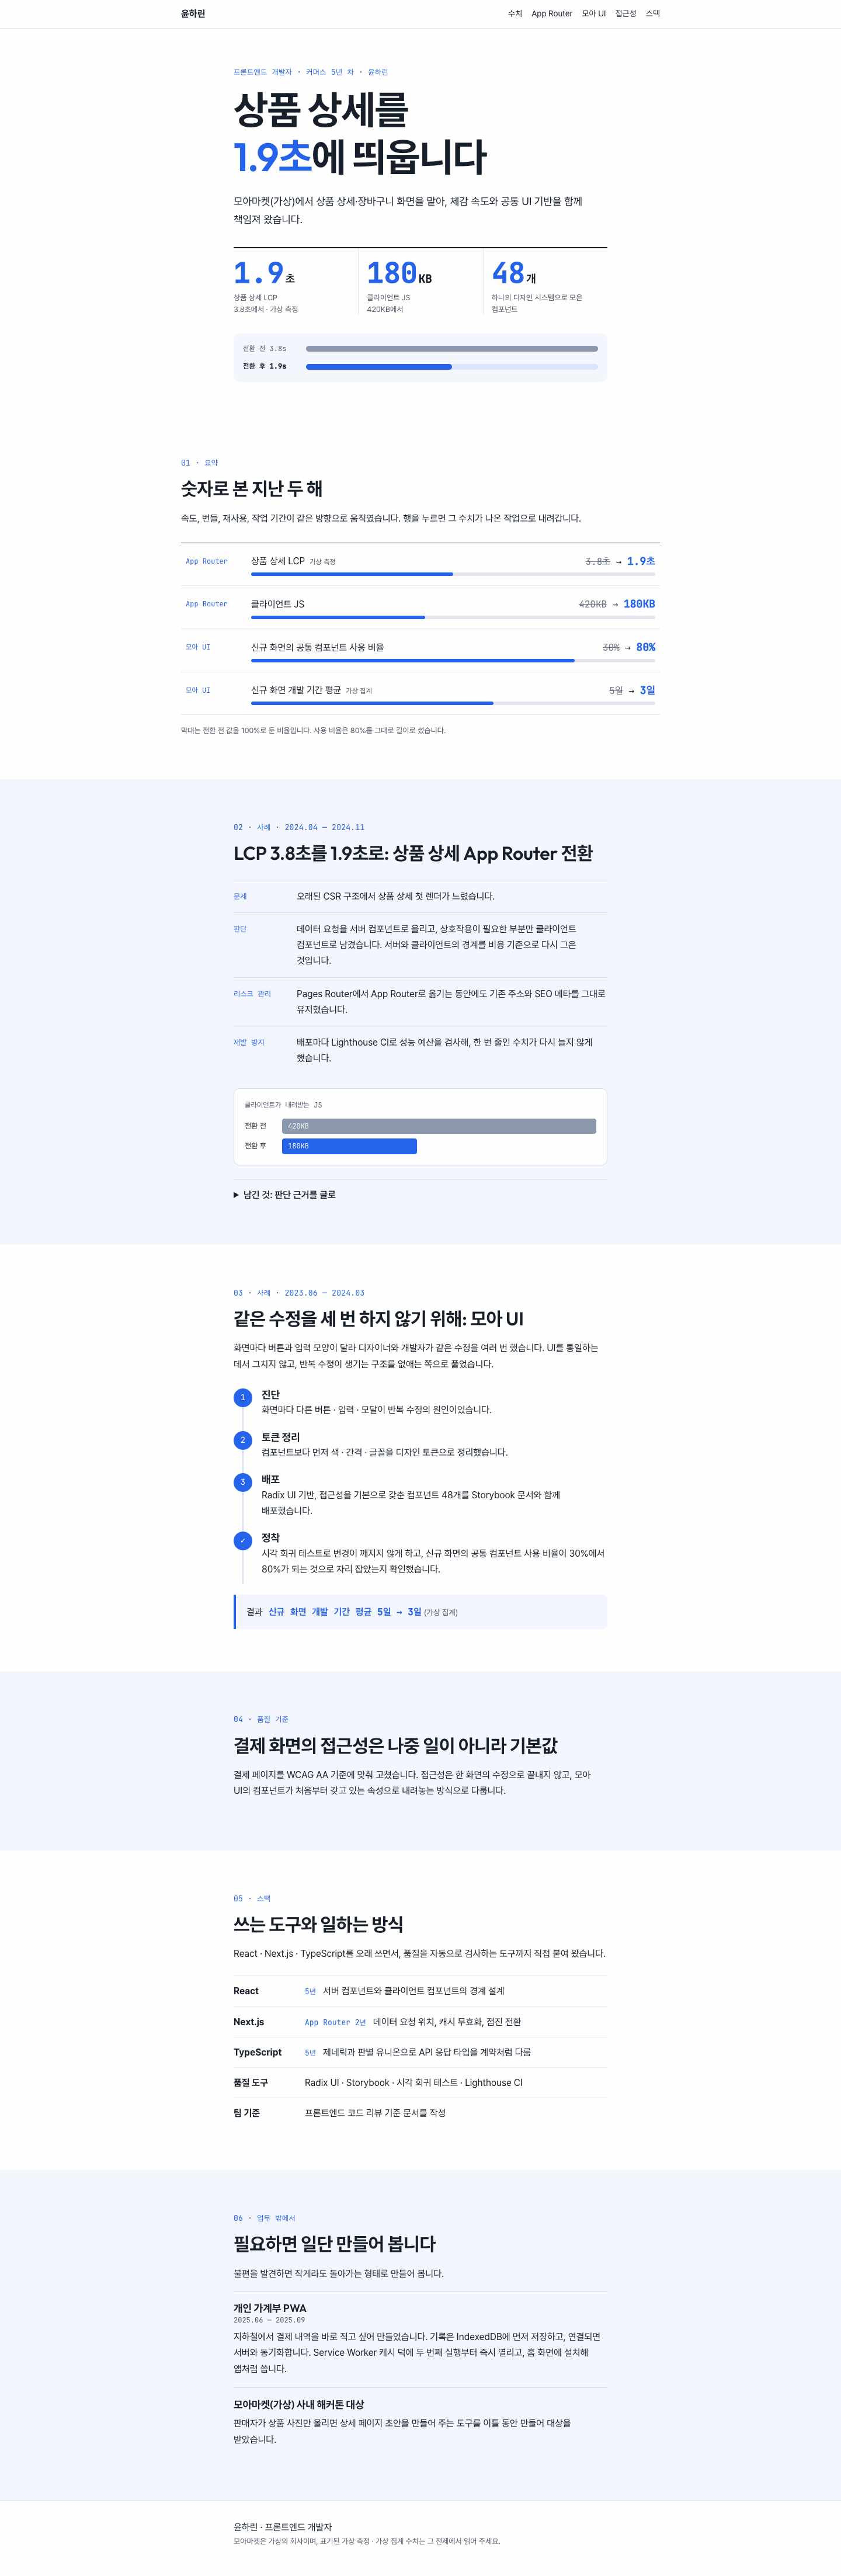 윤하린
수치 App Router 모아 UI 접근성 스택
프론트엔드 개발자 · 커머스 5년 차 · 윤하린
상품 상세를
1.9초에 띄웁니다
모아마켓(가상)에서 상품 상세·장바구니 화면을 맡아, 체감 속도와 공통 UI 기반을 함께
책임져 왔습니다.
1.9초
상품 상세 LCP
3.8초에서 · 가상 측정
180KB
클라이언트 JS
420KB에서
48개
하나의 디자인 시스템으로 모은
컴포넌트
전환 전 3.8s
전환 후 1.9s
01 · 요약
숫자로 본 지난 두 해
속도, 번들, 재사용, 작업 기간이 같은 방향으로 움직였습니다. 행을 누르면 그 수치가 나온 작업으로 내려갑니다.
App Router 상품 상세 LCP 가상 측정 3.8초 → 1.9초
App Router 클라이언트 JS 420KB → 180KB
모아 UI 신규 화면의 공통 컴포넌트 사용 비율 30% → 80%
모아 UI 신규 화면 개발 기간 평균 가상 집계 5일 → 3일
막대는 전환 전 값을 100%로 둔 비율입니다. 사용 비율은 80%를 그대로 길이로 썼습니다.
02 · 사례 · 2024.04 — 2024.11
LCP 3.8초를 1.9초로: 상품 상세 App Router 전환
문제 오래된 CSR 구조에서 상품 상세 첫 렌더가 느렸습니다.
판단 데이터 요청을 서버 컴포넌트로 올리고, 상호작용이 필요한 부분만 클라이언트
컴포넌트로 남겼습니다. 서버와 클라이언트의 경계를 비용 기준으로 다시 그은
것입니다.
리스크 관리 Pages Router에서 App Router로 옮기는 동안에도 기존 주소와 SEO 메타를 그대로
유지했습니다.
재발 방지 배포마다 Lighthouse CI로 성능 예산을 검사해, 한 번 줄인 수치가 다시 늘지 않게
했습니다.
클라이언트가 내려받는 JS
전환 전 420KB
전환 후 180KB
▶ 남긴 것: 판단 근거를 글로
03 · 사례 · 2023.06 — 2024.03
같은 수정을 세 번 하지 않기 위해: 모아 UI
화면마다 버튼과 입력 모양이 달라 디자이너와 개발자가 같은 수정을 여러 번 했습니다. UI를 통일하는
데서 그치지 않고, 반복 수정이 생기는 구조를 없애는 쪽으로 풀었습니다.
1 진단
화면마다 다른 버튼 · 입력 · 모달이 반복 수정의 원인이었습니다.
2 토큰 정리
컴포넌트보다 먼저 색 · 간격 · 글꼴을 디자인 토큰으로 정리했습니다.
3 배포
Radix UI 기반, 접근성을 기본으로 갖춘 컴포넌트 48개를 Storybook 문서와 함께
배포했습니다.
✓ 정착
시각 회귀 테스트로 변경이 깨지지 않게 하고, 신규 화면의 공통 컴포넌트 사용 비율이 30%에서
80%가 되는 것으로 자리 잡았는지 확인했습니다.
결과 신규 화면 개발 기간 평균 5일 → 3일 (가상 집계)
04 · 품질 기준
결제 화면의 접근성은 나중 일이 아니라 기본값
결제 페이지를 WCAG AA 기준에 맞춰 고쳤습니다. 접근성은 한 화면의 수정으로 끝내지 않고, 모아
UI의 컴포넌트가 처음부터 갖고 있는 속성으로 내려놓는 방식으로 다룹니다.
05 · 스택
쓰는 도구와 일하는 방식
React · Next.js · TypeScript를 오래 쓰면서, 품질을 자동으로 검사하는 도구까지 직접 붙여 왔습니다.
React 5년 서버 컴포넌트와 클라이언트 컴포넌트의 경계 설계
Next.js App Router 2년 데이터 요청 위치, 캐시 무효화, 점진 전환
TypeScript 5년 제네릭과 판별 유니온으로 API 응답 타입을 계약처럼 다룸
품질 도구 Radix UI · Storybook · 시각 회귀 테스트 · Lighthouse CI
팀 기준 프론트엔드 코드 리뷰 기준 문서를 작성
06 · 업무 밖에서
필요하면 일단 만들어 봅니다
불편을 발견하면 작게라도 돌아가는 형태로 만들어 봅니다.
개인 가계부 PWA
2025.06 — 2025.09
지하철에서 결제 내역을 바로 적고 싶어 만들었습니다. 기록은 IndexedDB에 먼저 저장하고, 연결되면
서버와 동기화합니다. Service Worker 캐시 덕에 두 번째 실행부터 즉시 열리고, 홈 화면에 설치해
앱처럼 씁니다.
모아마켓(가상) 사내 해커톤 대상
판매자가 상품 사진만 올리면 상세 페이지 초안을 만들어 주는 도구를 이틀 동안 만들어 대상을
받았습니다.
윤하린 · 프론트엔드 개발자
모아마켓은 가상의 회사이며, 표기된 가상 측정 · 가상 집계 수치는 그 전제에서 읽어 주세요.